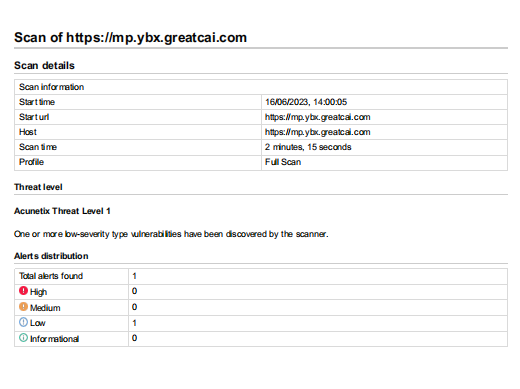 Scan of https://mp.ybx.greatcai.com
Scan details
Scan information
Start time 16/06/2023, 14:00:05
Start url https://mp.ybx.greatcai.com
Host https://mp.ybx.greatcai.com
Scan time 2 minutes, 15 seconds
Profile Full Scan
Threat level
Acunetix Threat Level 1
One or more low-severity type vulnerabilities have been discovered by the scanner.
Alerts distribution
Total alerts found 1
High 0
Medium 0
Low 1
Informational 0